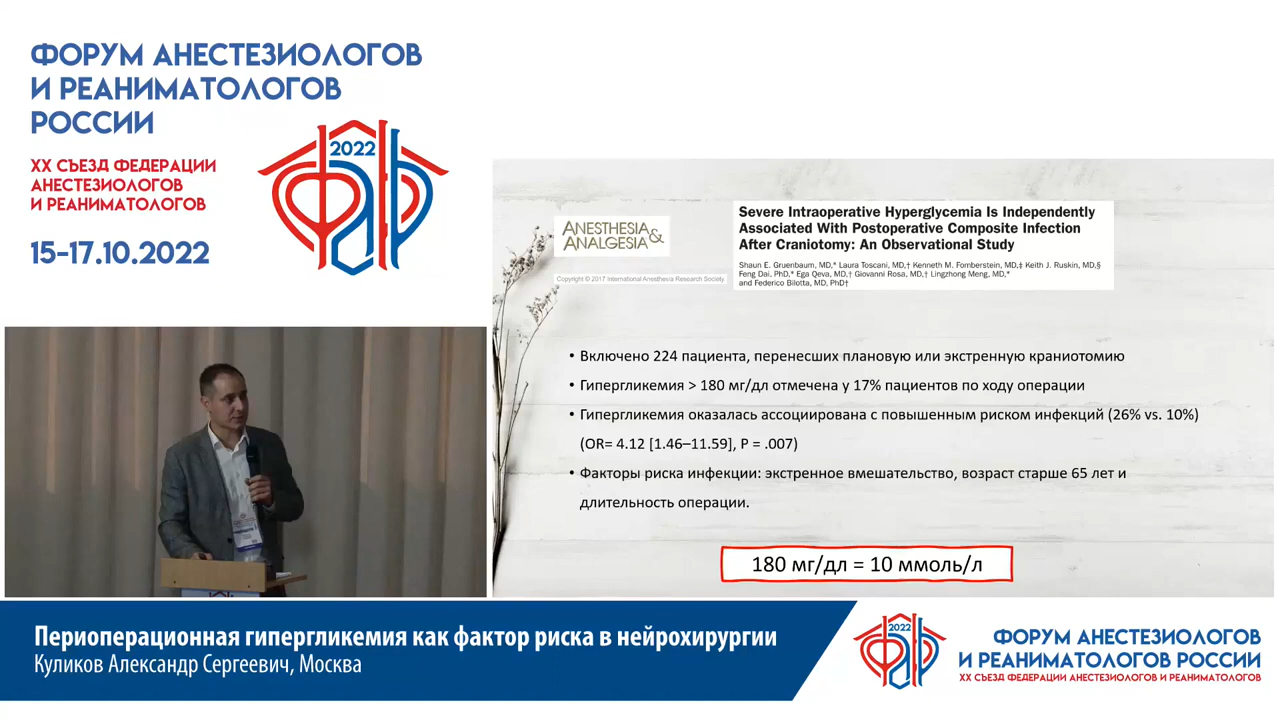 ФОРУМ АНЕСТЕЗИОЛОГОВ
И РЕАНИМАТОЛОГОВ
РОССИИ
XX СЪЕЗД ФЕДЕРАЦИИ
АНЕСТЕЗИОЛОГОВ
И РЕАНИМАТОЛОГОВ
15-17.10.2022
2022
ФАР
ANESTHESIA &
ANALGESIA
Copyright © 2017 International Anesthesia Research Society.
Severe Intraoperative Hyperglycemia Is Independently
Associated With Postoperative Composite Infection
After Craniotomy: An Observational Study
Shaun E. Gruenbaum, MD,* Laura Toscani, MD,† Kenneth M. Fomberstein, MD,‡ Keith J. Ruskin, MD,§
Feng Dai, PhD,* Ega Qeva, MD,† Giovanni Rosa, MD,† Lingzhong Meng, MD,*
and Federico Bilotta, MD, PhD†
• Включено 224 пациента, перенесших плановую или экстренную краниотомию
• Гипергликемия > 180 мг/дл отмечена у 17% пациентов по ходу операции
• Гипергликемия оказалась ассоциирована с повышенным риском инфекций (26% vs. 10%)
(OR= 4.12 [1.46–11.59], P = .007)
• Факторы риска инфекции: экстренное вмешательство, возраст старше 65 лет и
длительность операции.
180 мг/дл = 10 ммоль/л
Периоперационная гипергликемия как фактор риска в нейрохирургии
Куликов Александр Сергеевич, Москва
2022
ФАР
ФОРУМ АНЕСТЕЗИОЛОГОВ
И РЕАНИМАТОЛОГОВ РОССИИ
XX СЪЕЗД ФЕДЕРАЦИИ АНЕСТЕЗИОЛОГОВ И РЕАНИМАТОЛОГОВ